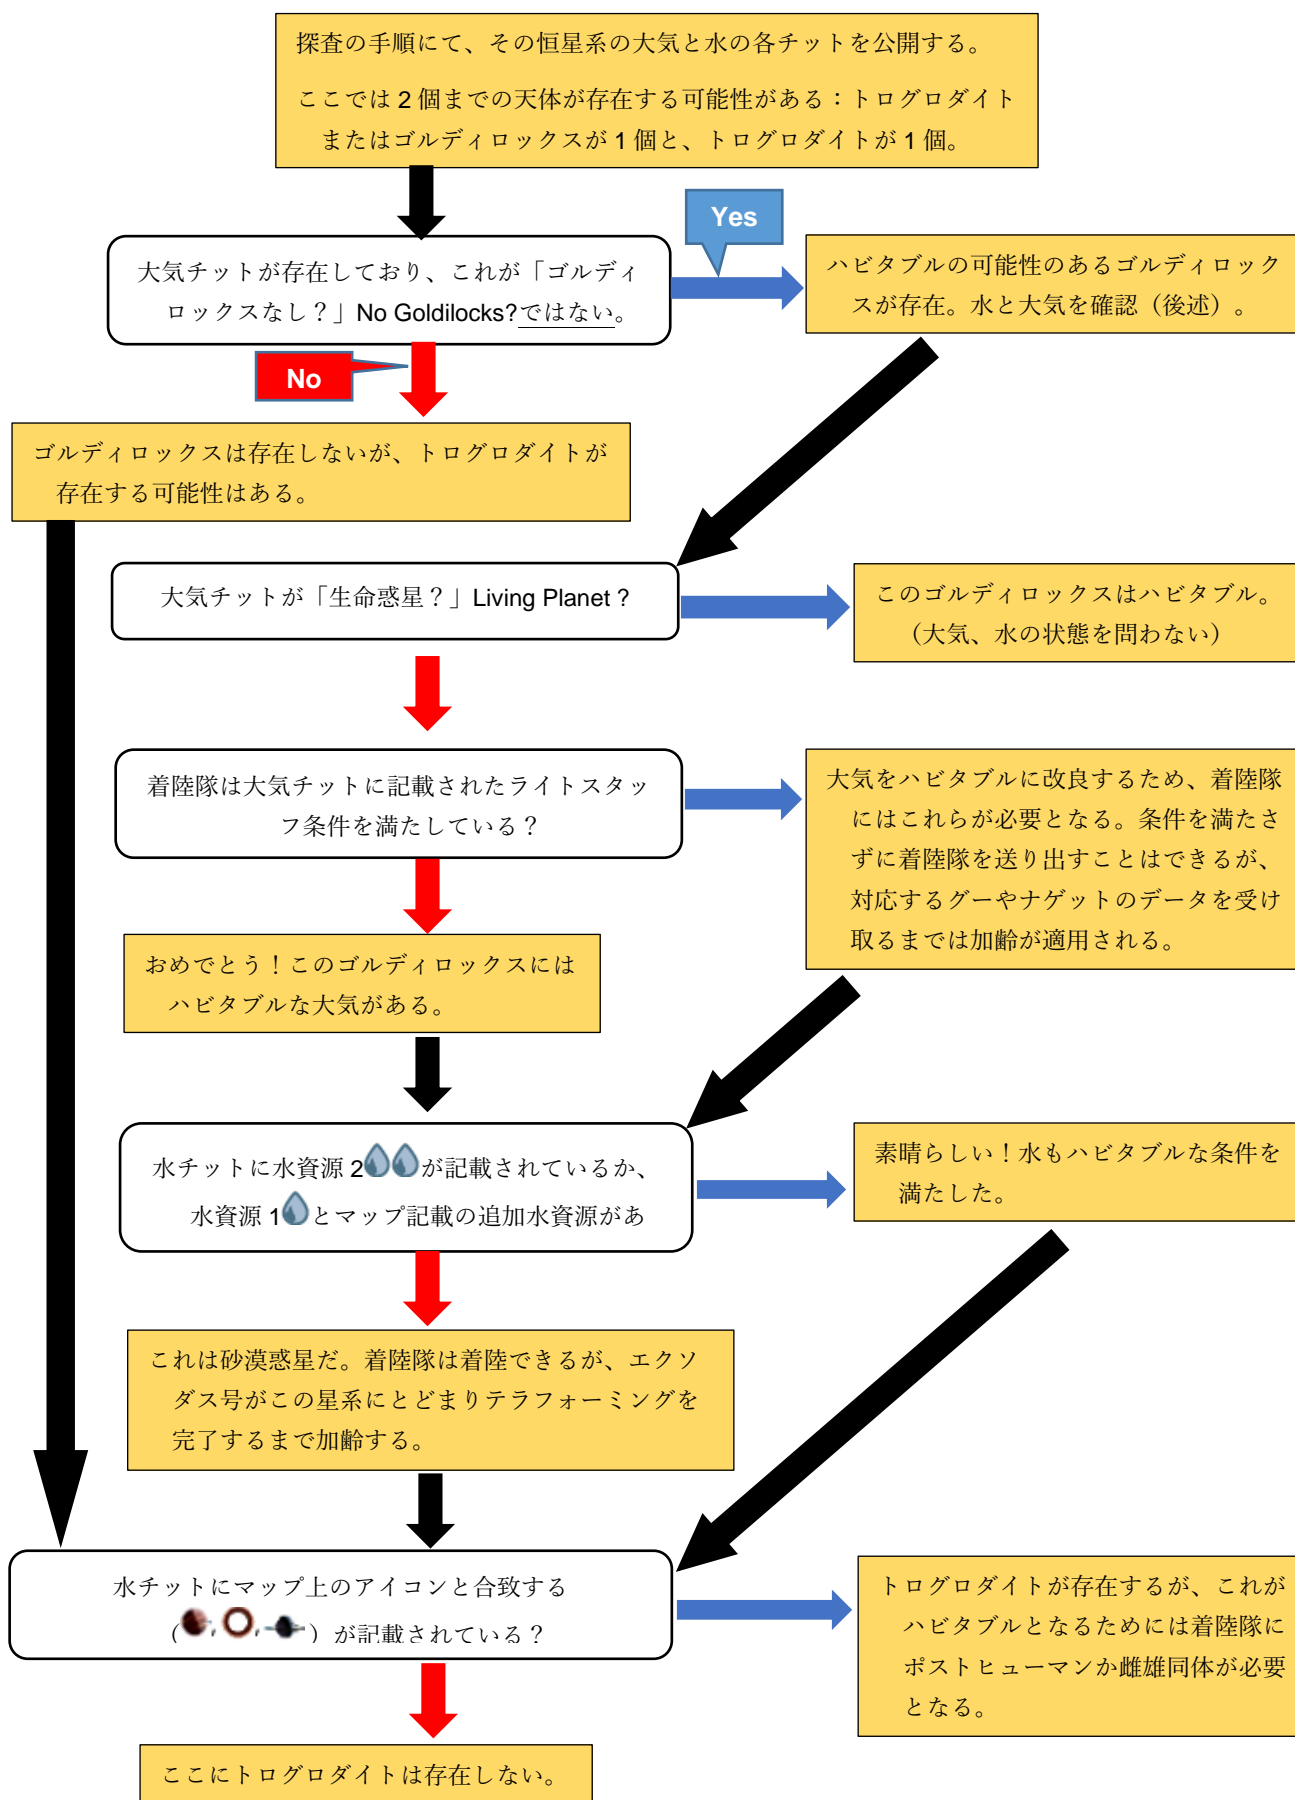 探査の手順にて、その恒星系の大気と水の各チットを公開する。
ここでは 2 個までの天体が存在する可能性がある：トログロダイト
またはゴルディロックスが 1 個と、トログロダイトが 1 個。
Yes
大気チットが存在しており、これが「ゴルディ
ロックスなし？」No Goldilocks?ではない。
ハビタブルの可能性のあるゴルディロック
スが存在。水と大気を確認（後述）。
No
ゴルディロックスは存在しないが、トログロダイトが
存在する可能性はある。
大気チットが「生命惑星？」Living Planet ?
このゴルディロックスはハビタブル。
（大気、水の状態を問わない）
着陸隊は大気チットに記載されたライトスタッ
フ条件を満たしている？
大気をハビタブルに改良するため、着陸隊
にはこれらが必要となる。条件を満たさ
ずに着陸隊を送り出すことはできるが、
対応するグーやナゲットのデータを受け
取るまでは加齢が適用される。
おめでとう！このゴルディロックスには
ハビタブルな大気がある。
水チットに水資源 2が記載されているか、
水資源 1とマップ記載の追加水資源があ
素晴らしい！水もハビタブルな条件を
満たした。
これは砂漠惑星だ。着陸隊は着陸できるが、エクソ
ダス号がこの星系にとどまりテラフォーミングを
完了するまで加齢する。
水チットにマップ上のアイコンと合致する
（, , ）が記載されている？
トログロダイトが存在するが、これが
ハビタブルとなるためには着陸隊に
ポストヒューマンか雌雄同体が必要
となる。
ここにトログロダイトは存在しない。